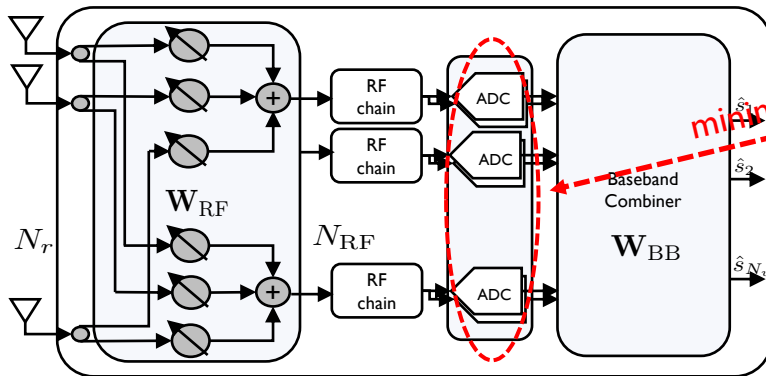 RF
chain
ADC
RF
chain
ADC
RF
chain
ADC
+
+
W_RF
N_r
N_RF
Baseband
Combiner
W_BB
ŝ_2